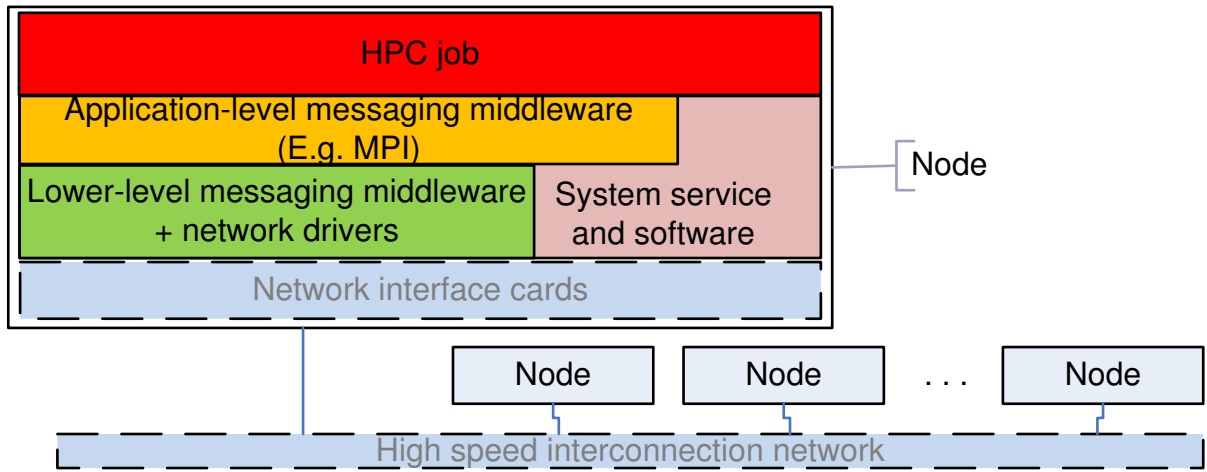 HPC job
Application-level messaging middleware
(E.g. MPI)
Lower-level messaging middleware
+ network drivers
System service
and software
Network interface cards
Node
Node
Node
. . .
Node
High speed interconnection network